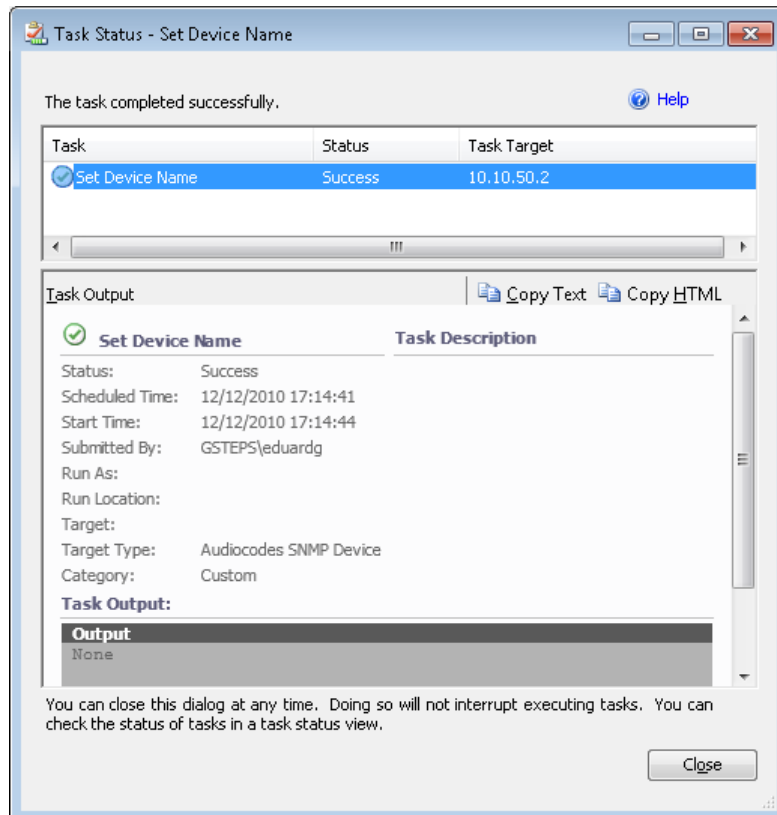 Task Status - Set Device Name
The task completed successfully.
Help
Task Status Task Target
Set Device Name Success 10.10.50.2
Task Output Copy Text Copy HTML
Set Device Name Task Description
Status: Success
Scheduled Time: 12/12/2010 17:14:41
Start Time: 12/12/2010 17:14:44
Submitted By: GSTEPS\eduardg
Run As:
Run Location:
Target:
Target Type: Audiocodes SNMP Device
Category: Custom
Task Output:
Output
None
You can close this dialog at any time. Doing so will not interrupt executing tasks. You can
check the status of tasks in a task status view.
Close